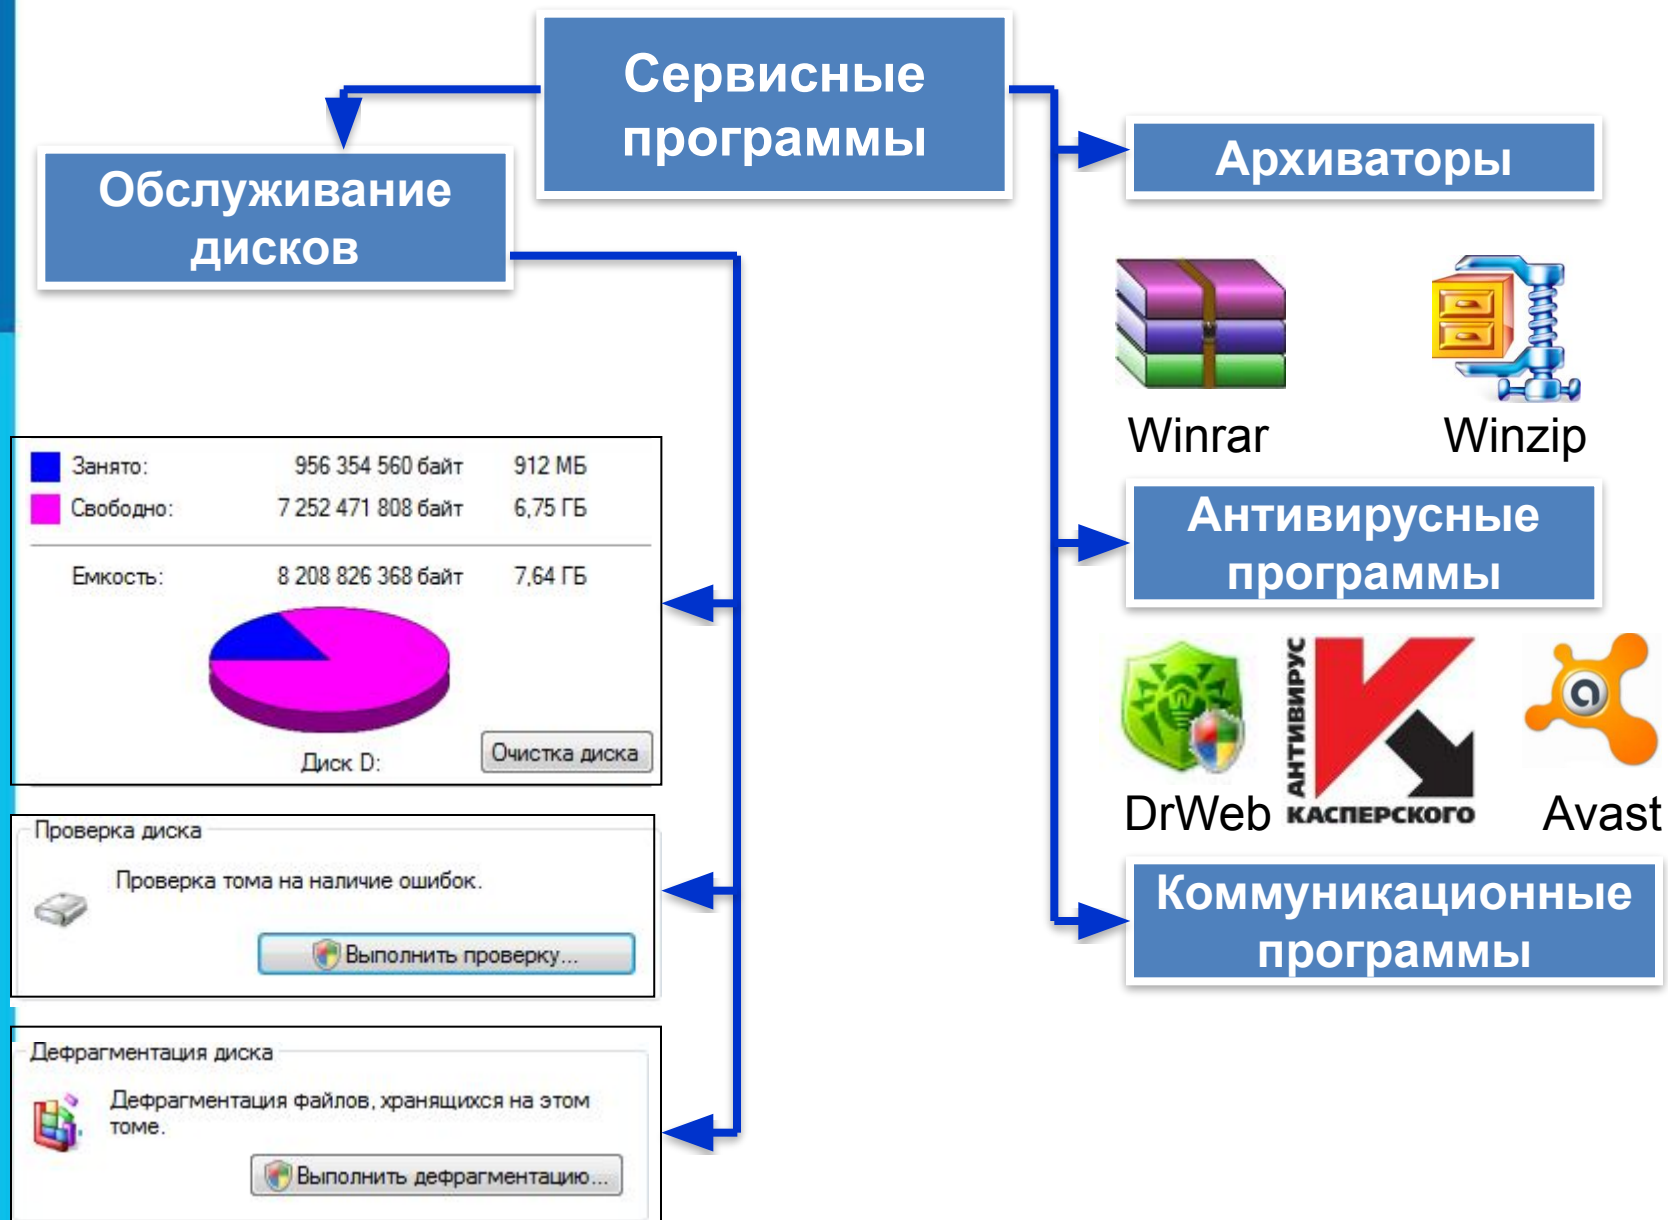 Сервисные
программы
Обслуживание
дисков
Занято: 956 354 560 байт 912 МБ
Свободно: 7 252 471 808 байт 6,75 ГБ
Емкость: 8 208 826 368 байт 7,64 ГБ
Диск D:
Очистка диска
Проверка диска
Проверка тома на наличие ошибок.
Выполнить проверку...
Дефрагментация диска
Дефрагментация файлов, хранящихся на этом
томе.
Выполнить дефрагментацию...
Архиваторы
Winrar
Winzip
Антивирусные
программы
DrWeb
АНТИВИРУС
КАСПЕРСКОГО
a
Avast
Коммуникационные
программы